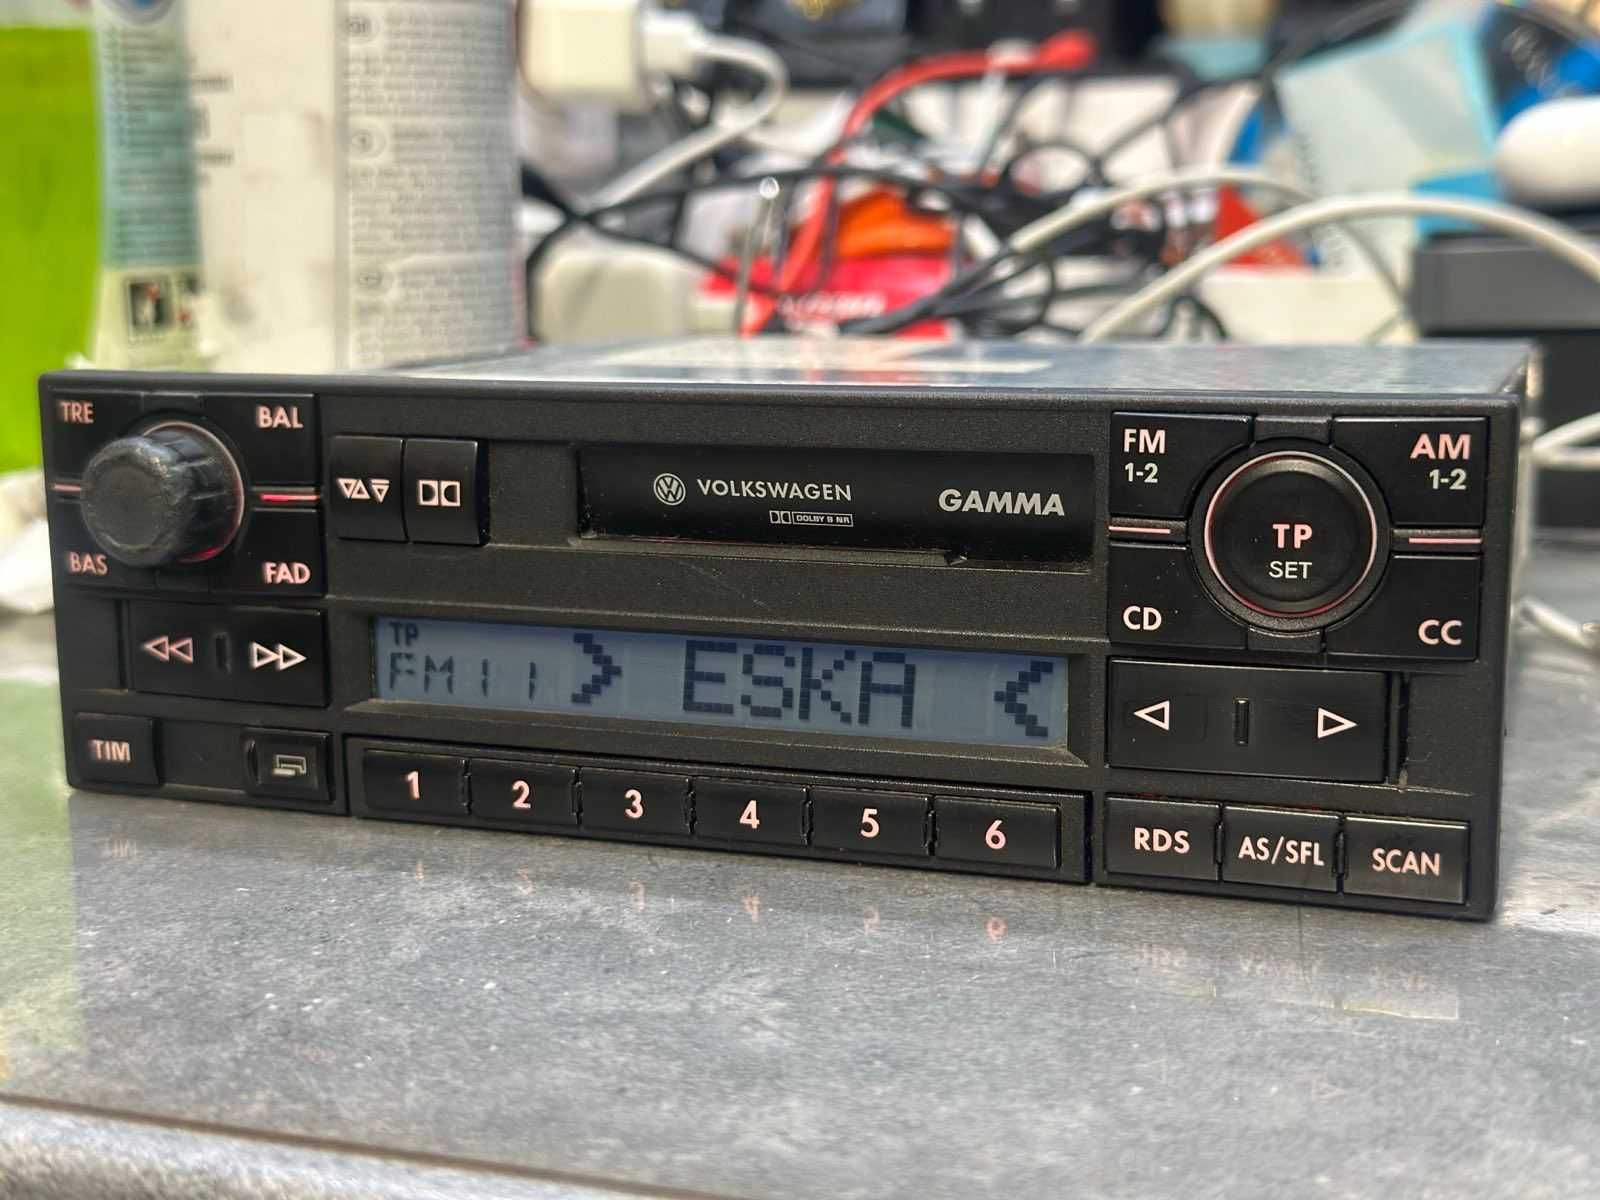 TRE
BAL
BAS
FAD
VOLKSWAGEN
DOLBY B NR
GAMMA
FM
1-2
AM
1-2
TP
SET
CD
CC
TP
FM1 1 > ESKA <
TIM
1 2 3 4 5 6
RDS AS/SFL SCAN